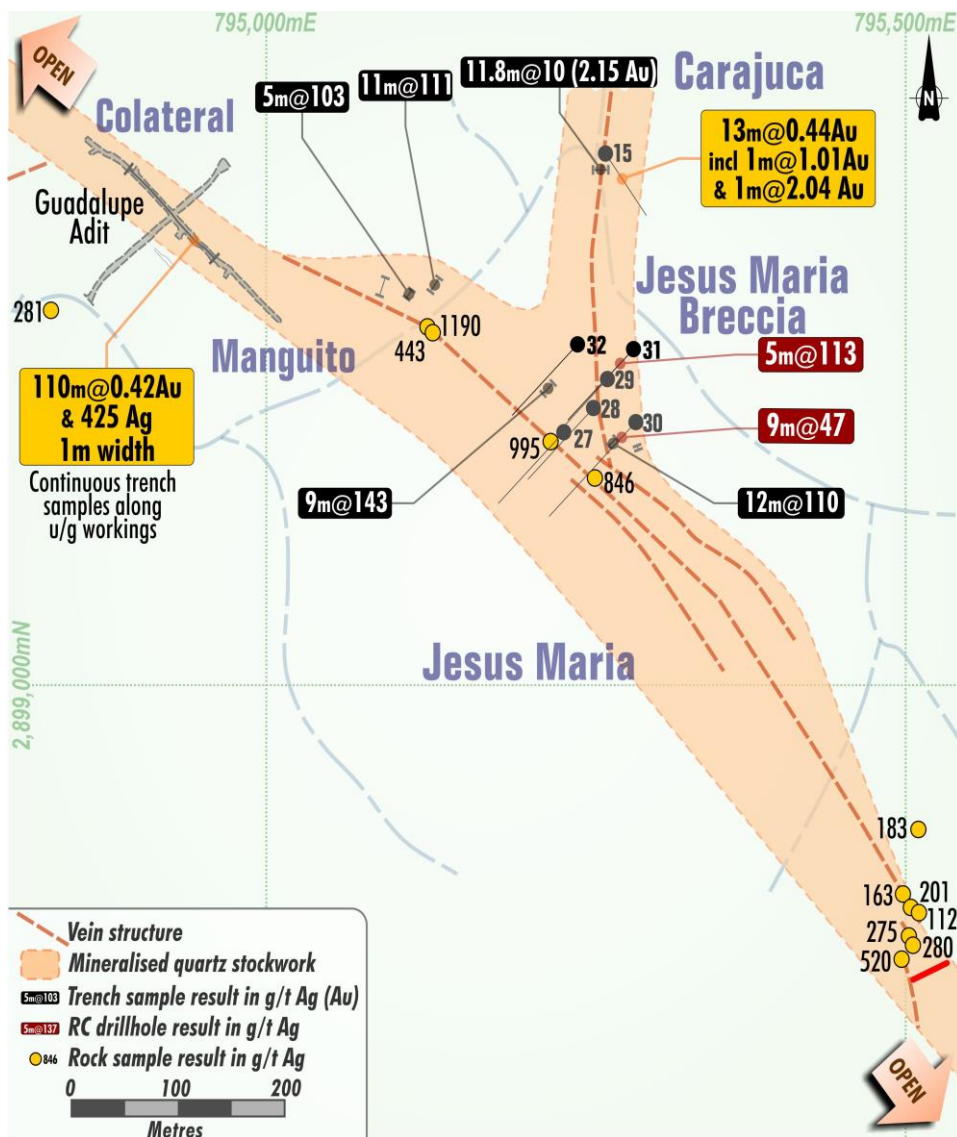 795,000mE
795,500mE
OPEN
N
5m@103
11m@111
11.8m@10 (2.15 Au)
Carajuca
Colateral
15
13m@0.44Au
incl 1m@1.01Au
& 1m@2.04 Au
Guadalupe
Adit
Jesus Maria
Breccia
281
1190
443
Manguito
32
31
5m@113
29
28
110m@0.42Au
& 425 Ag
1m width
30
9m@47
27
995
Continuous trench
samples along
u/g workings
9m@143
846
12m@110
Jesus Maria
2,899,000mN
183
163
201
112
275
280
520
Vein structure
Mineralised quartz stockwork
5m@103 Trench sample result in g/t Ag (Au)
5m@137 RC drillhole result in g/t Ag
846 Rock sample result in g/t Ag
0 100 200
Metres
OPEN